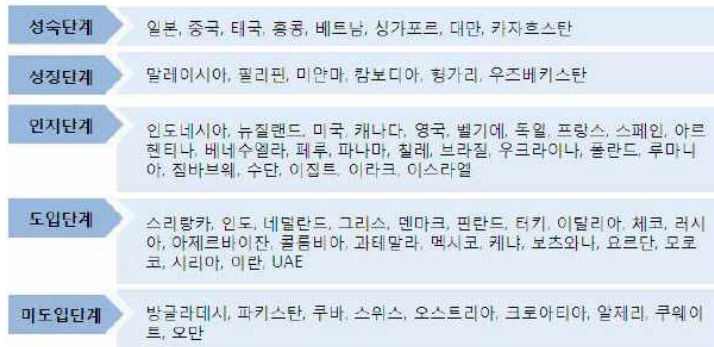 성숙단계
일본, 중국, 태국, 홍콩, 베트남, 싱가포르, 대만, 카자흐스탄
성장단계
말레이시아, 필리핀, 미얀마, 캄보디아, 헝가리, 우즈베키스탄
인지단계
인도네시아, 뉴질랜드, 미국, 캐나다, 영국, 벨기에, 독일, 프랑스, 스페인, 아르
헨티나, 베네수엘라, 페루, 파나마, 칠레, 브라질, 우크라이나, 폴란드, 루마니
아, 짐바브웨, 수단, 이집트, 이라크, 이스라엘
도입단계
스리랑카, 인도, 네덜란드, 그리스, 덴마크, 핀란드, 터키, 이탈리아, 체코, 러시
아, 아제르바이잔, 콜롬비아, 과테말라, 멕시코, 케냐, 보츠와나, 요르단, 모로
코, 시리아, 이란, UAE
미도입단계
방글라데시, 파키스탄, 쿠바, 스위스, 오스트리아, 크로아티아, 알제리, 쿠웨이
트, 오만